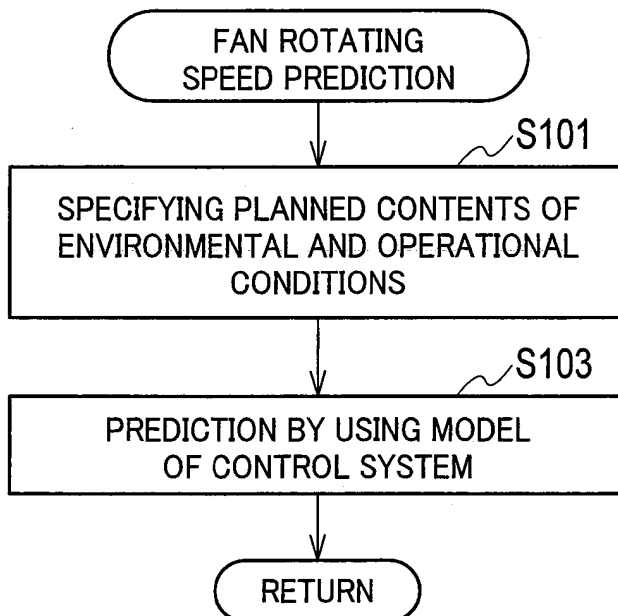 FAN ROTATING
SPEED PREDICTION
S101
SPECIFYING PLANNED CONTENTS OF
ENVIRONMENTAL AND OPERATIONAL
CONDITIONS
S103
PREDICTION BY USING MODEL
OF CONTROL SYSTEM
RETURN